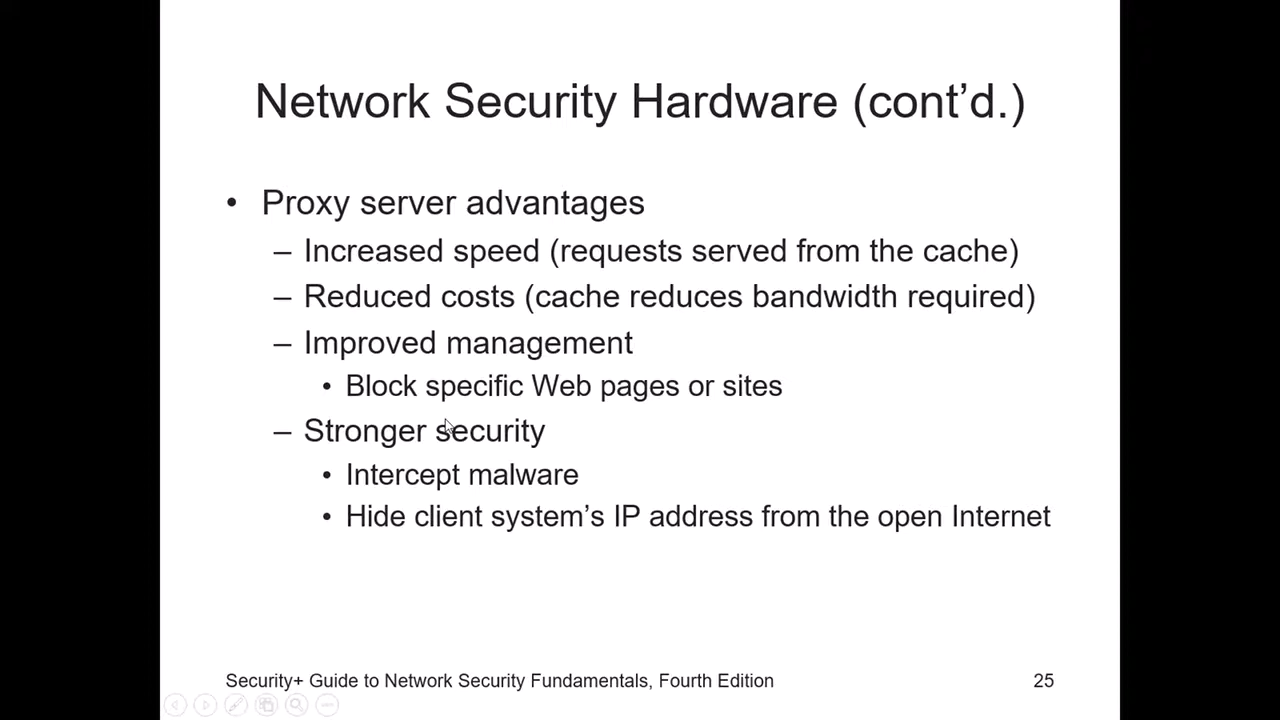 Network Security Hardware (cont’d.)
• Proxy server advantages
– Increased speed (requests served from the cache)
– Reduced costs (cache reduces bandwidth required)
– Improved management
• Block specific Web pages or sites
– Stronger security
• Intercept malware
• Hide client system’s IP address from the open Internet
Security+ Guide to Network Security Fundamentals, Fourth Edition
25